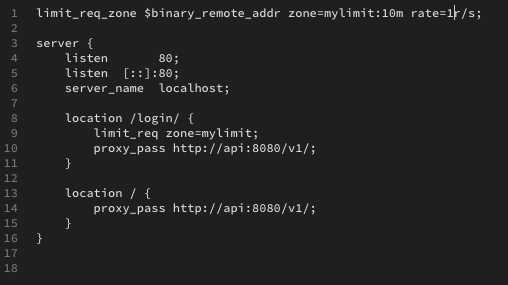 1 limit_req_zone $binary_remote_addr zone=mylimit:10m rate=1r/s;
2
3 server {
4     listen       80;
5     listen  [::]:80;
6     server_name  localhost;
7
8     location /login/ {
9         limit_req zone=mylimit;
10         proxy_pass http://api:8080/v1/;
11     }
12
13     location / {
14         proxy_pass http://api:8080/v1/;
15     }
16 }
17
18